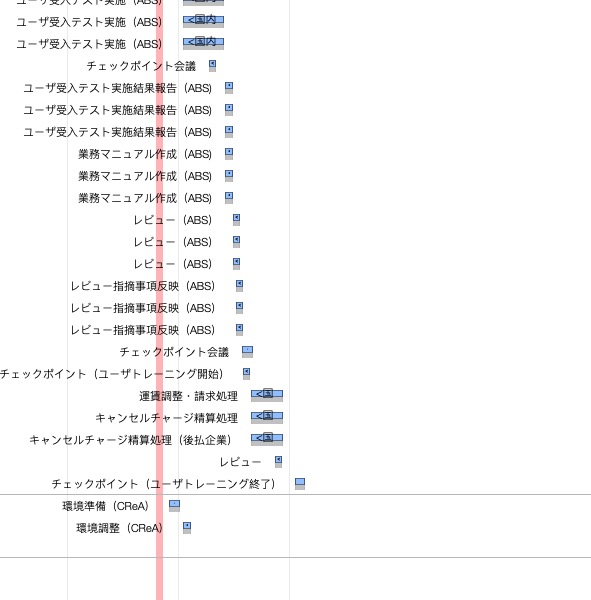 ユーザ受入テスト実施（ABS）
ユーザ受入テスト実施（ABS） <国内
ユーザ受入テスト実施（ABS） <国内
チェックポイント会議
ユーザ受入テスト実施結果報告（ABS）
ユーザ受入テスト実施結果報告（ABS）
ユーザ受入テスト実施結果報告（ABS）
業務マニュアル作成（ABS）
業務マニュアル作成（ABS）
業務マニュアル作成（ABS）
レビュー（ABS）
レビュー（ABS）
レビュー（ABS）
レビュー指摘事項反映（ABS）
レビュー指摘事項反映（ABS）
レビュー指摘事項反映（ABS）
チェックポイント会議
チェックポイント（ユーザトレーニング開始）
運賃調整・請求処理 <国
キャンセルチャージ精算処理 <国
キャンセルチャージ精算処理（後払企業） <国
レビュー
チェックポイント（ユーザトレーニング終了）
環境準備（CReA）
環境調整（CReA）